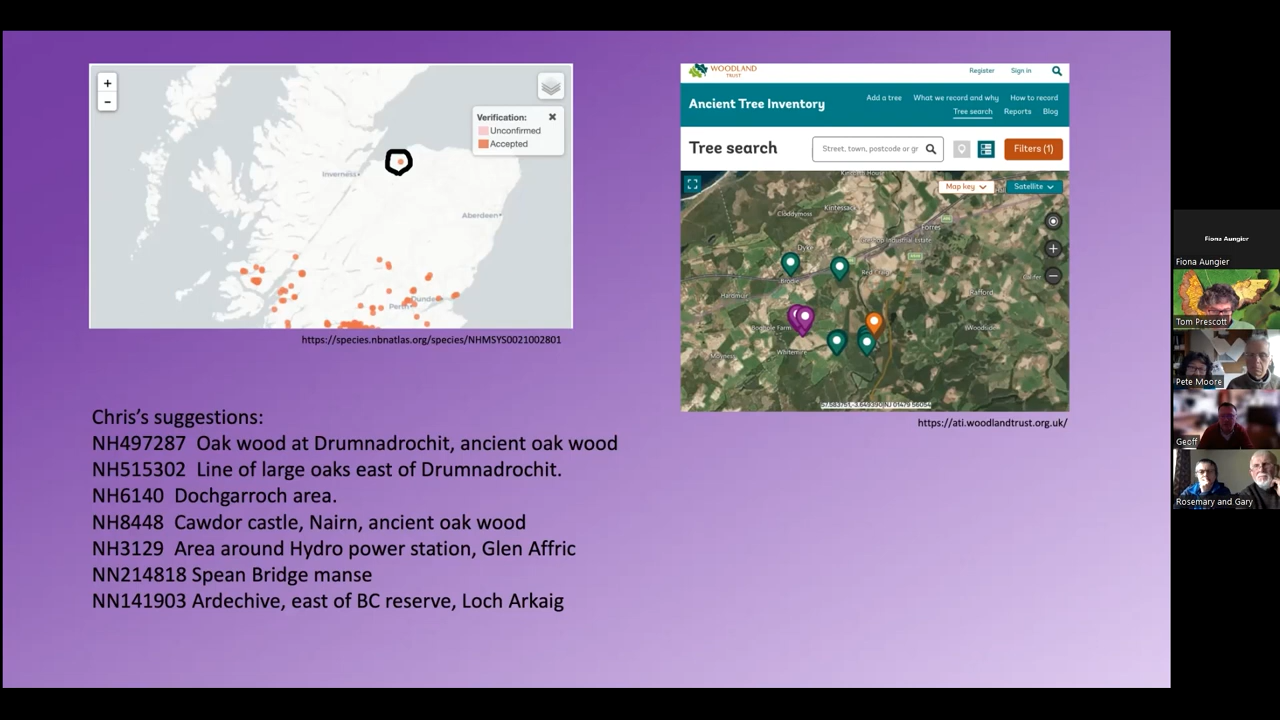 +
−
Verification:
Unconfirmed
Accepted
Inverness
Aberdeen
Dundee
Perth
https://species.nbnatlas.org/species/NHMSYS0021002801
WOODLAND
TRUST
Register Sign in
Ancient Tree Inventory
Add a tree What we record and why How to record
Tree search Reports Blog
Tree search
Street, town, postcode or gr
Filters (1)
Map key
Satellite
Cloddymoss
Kintessack
Forres
Dyke
Brodie
Hardmuir
Rafford
Woodside
Whitemire
Moyness
https://ati.woodlandtrust.org.uk/
Chris's suggestions:
NH497287 Oak wood at Drumnadrochit, ancient oak wood
NH515302 Line of large oaks east of Drumnadrochit.
NH6140 Dochgarroch area.
NH8448 Cawdor castle, Nairn, ancient oak wood
NH3129 Area around Hydro power station, Glen Affric
NN214818 Spean Bridge manse
NN141903 Ardechive, east of BC reserve, Loch Arkaig
Fiona Aungier
Fiona Aungier
Tom Prescott
Pete Moore
Geoff
Rosemary and Gary